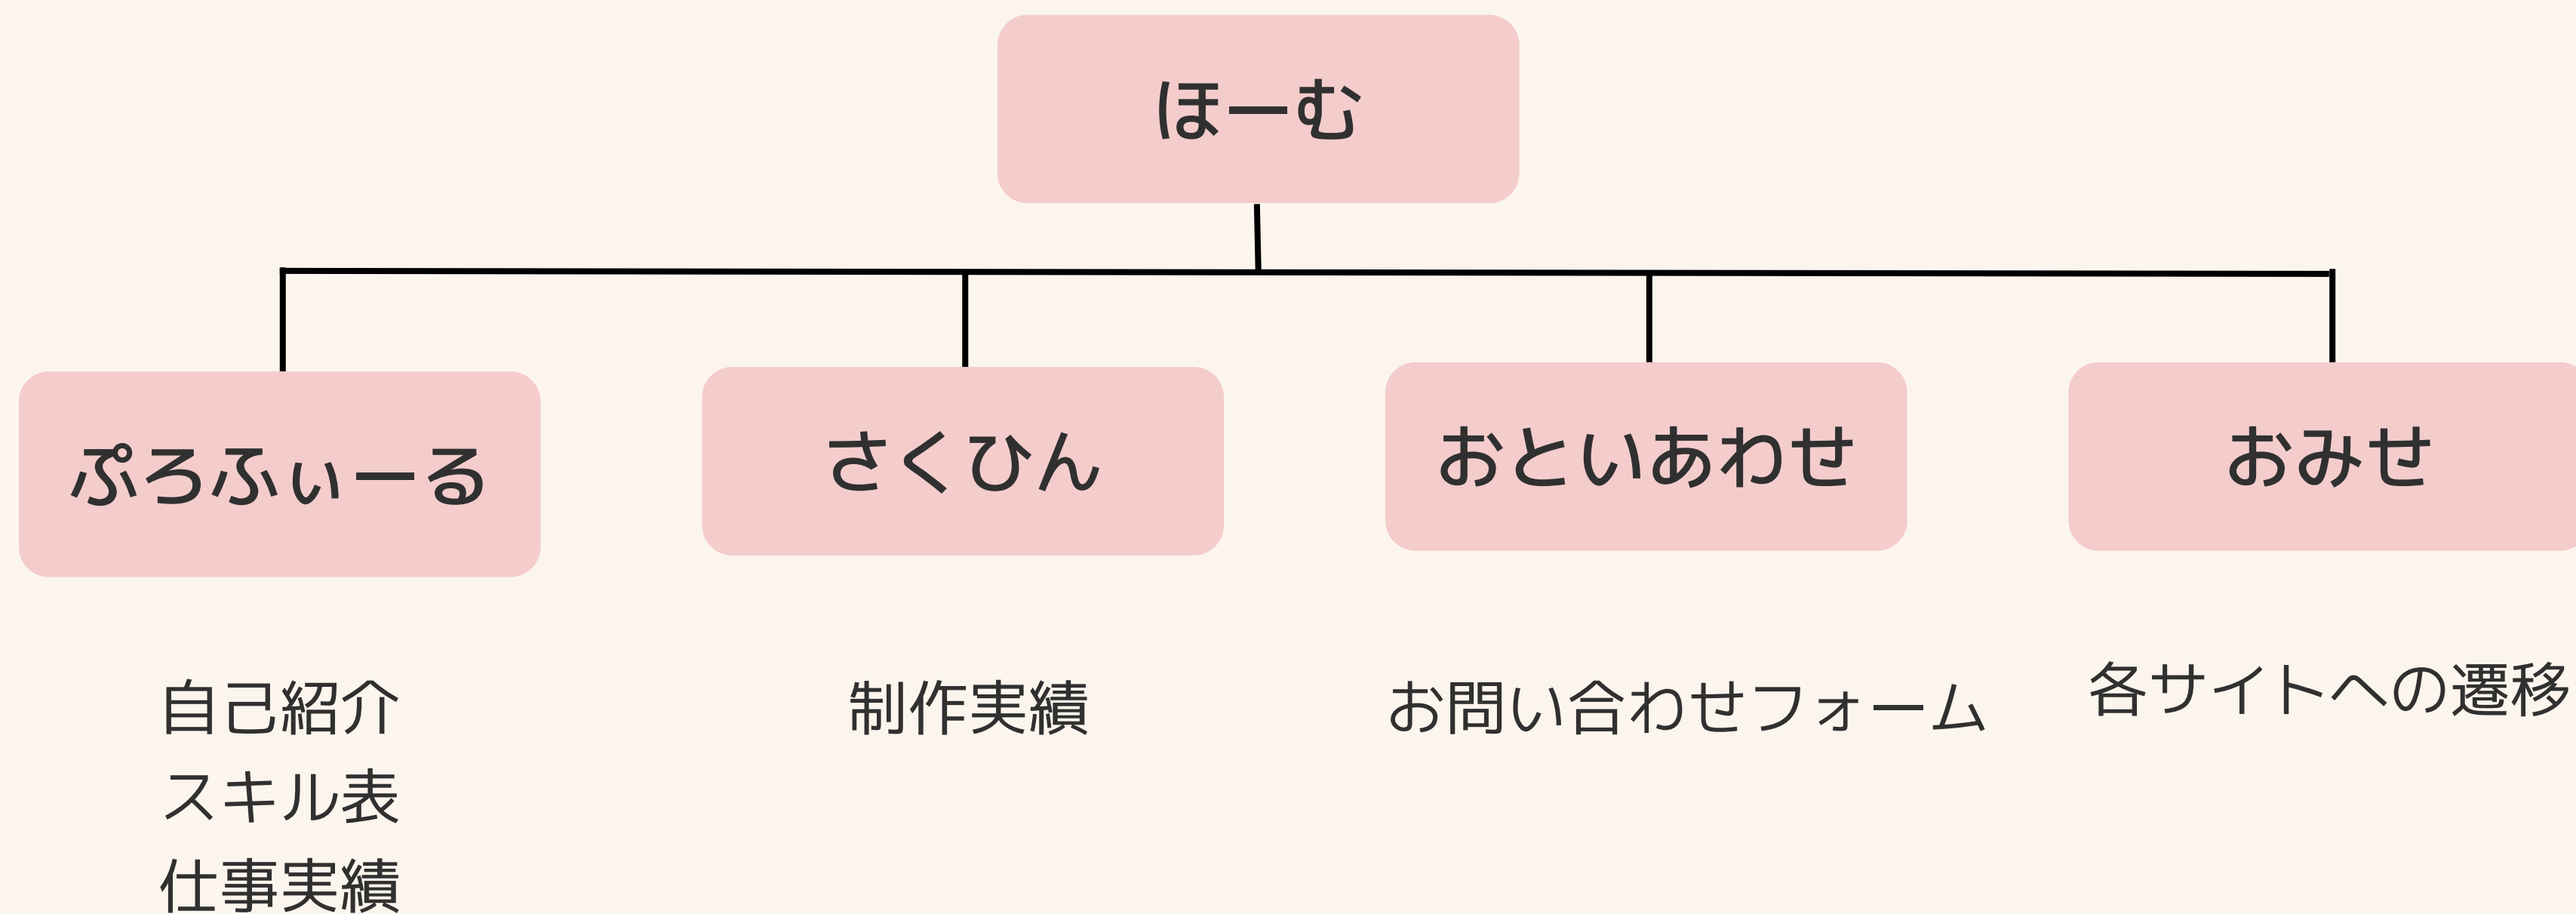 ほーむ
ぷろふぃーる
さくひん
おといあわせ
おみせ
自己紹介
スキル表
仕事実績
制作実績
お問い合わせフォーム
各サイトへの遷移